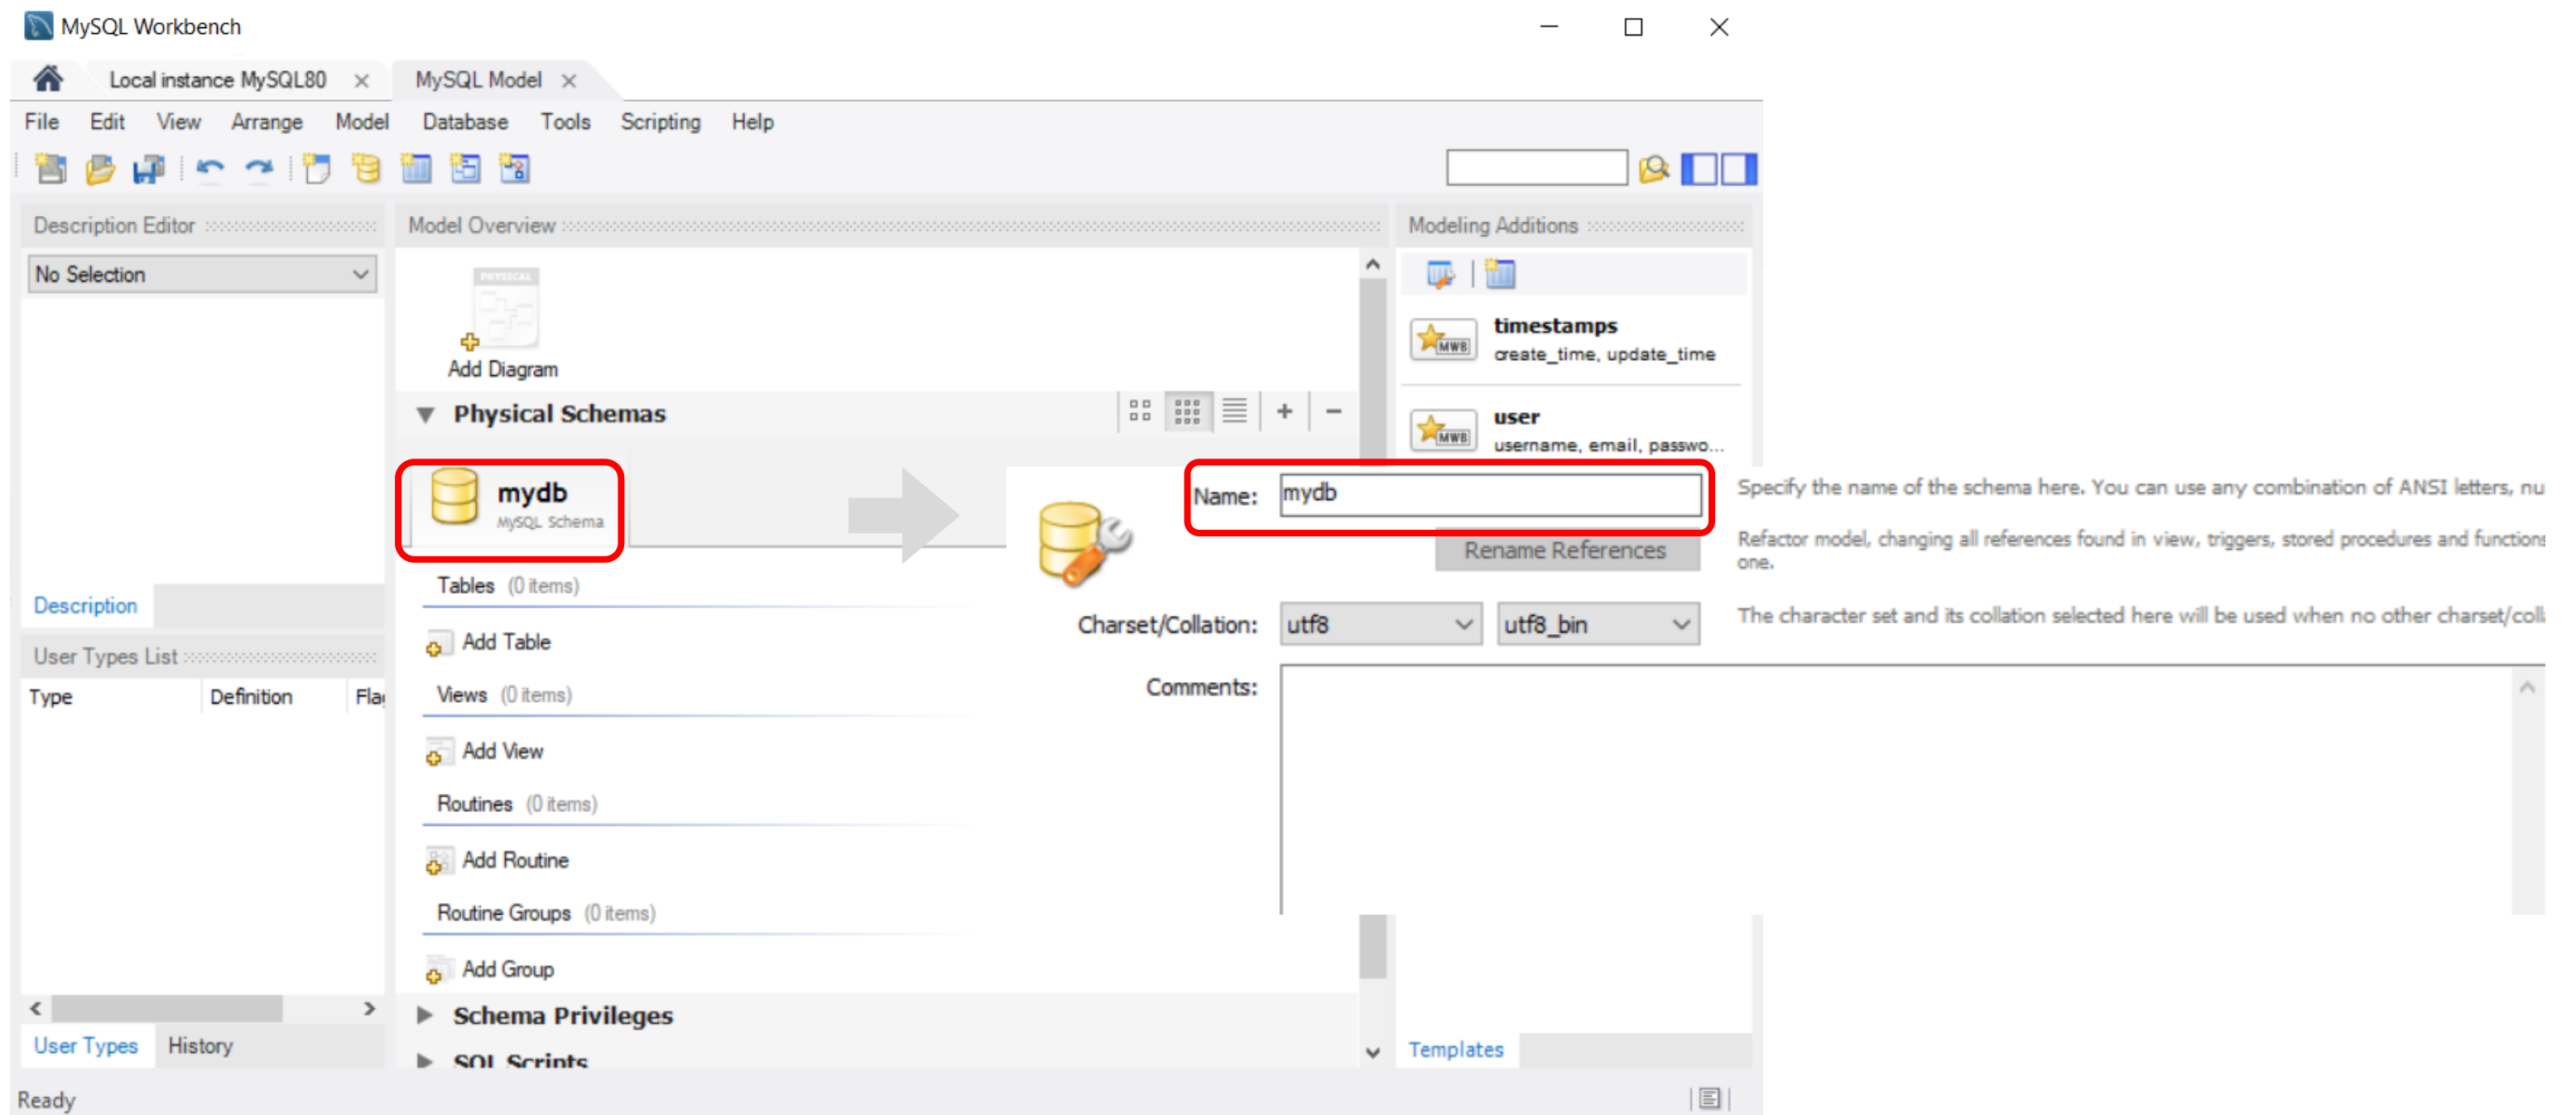 MySQL Workbench
Local instance MySQL80
MySQL Model
File Edit View Arrange Model Database Tools Scripting Help
Description Editor
No Selection
Description
User Types List
Type Definition
User Types History
Model Overview
PHYSICAL
Add Diagram
Physical Schemas
mydb
MySQL Schema
Tables (0 items)
Add Table
Views (0 items)
Add View
Routines (0 items)
Add Routine
Routine Groups (0 items)
Add Group
Schema Privileges
SQL Scripts
Modeling Additions
MWB
timestamps
create_time, update_time
MWB
user
username, email, passwo...
Name: mydb
Specify the name of the schema here. You can use any combination of ANSI letters, nu
Rename References
Refactor model, changing all references found in view, triggers, stored procedures and functions
one.
Charset/Collation: utf8 utf8_bin
The character set and its collation selected here will be used when no other charset/coll
Comments:
Templates
Ready